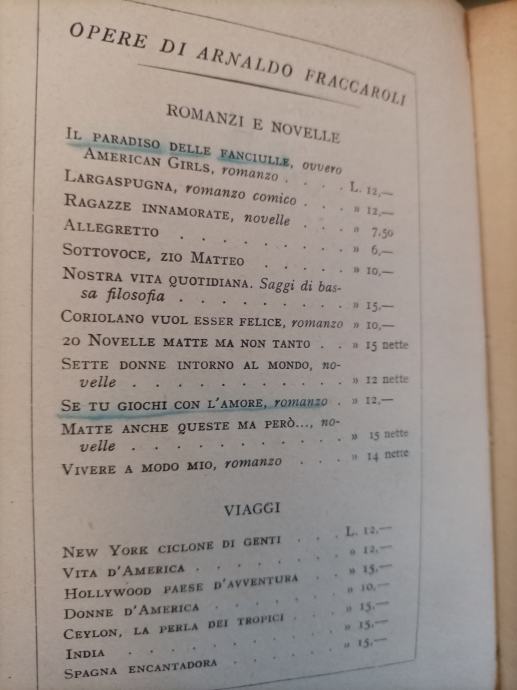 OPERE DI ARNALDO FRACCAROLI
ROMANZI E NOVELLE
IL PARADISO DELLE FANCIULLE, ovvero
AMERICAN GIRLS, romanzo . . . . L. 12,—
LARGASPUGNA, romanzo comico . . . » 12,—
RAGAZZE INNAMORATE, novelle . . . » 7,50
ALLEGRETTO . . . . . . . . » 6,—
SOTTOVOCE, ZIO MATTEO . . . . . » 10,—
NOSTRA VITA QUOTIDIANA. Saggi di bas-
sa filosofia . . . . . . . . . » 15,—
CORIOLANO VUOL ESSER FELICE, romanzo » 10,—
20 NOVELLE MATTE MA NON TANTO . . » 15 nette
SETTE DONNE INTORNO AL MONDO, no-
velle . . . . . . . . . . . » 12 nette
SE TU GIOCHI CON L'AMORE, romanzo . » 12,—
MATTE ANCHE QUESTE MA PERÒ..., no-
velle . . . . . . . . . . . » 15 nette
VIVERE A MODO MIO, romanzo . . . » 14 nette
VIAGGI
NEW YORK CICLONE DI GENTI . . . L. 12,—
VITA D'AMERICA . . . . . . . » 12,—
HOLLYWOOD PAESE D'AVVENTURA . . » 15,—
DONNE D'AMERICA . . . . . . . » 10,—
CEYLON, LA PERLA DEI TROPICI . . . » 15,—
INDIA . . . . . . . . . . . » 15,—
SPAGNA ENCANTADORA . . . . . . » 15,—